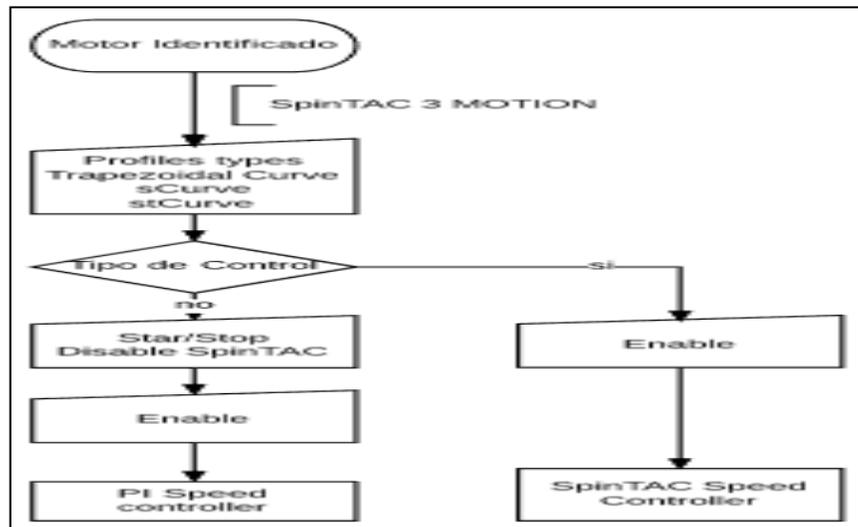 Motor Identificado
SpinTAC 3 MOTION
Profiles types
Trapezoidal Curve
sCurve
stCurve
Tipo de Control
si
no
Star/Stop
Disable SpinTAC
Enable
Enable
PI Speed
controller
SpinTAC Speed
Controller